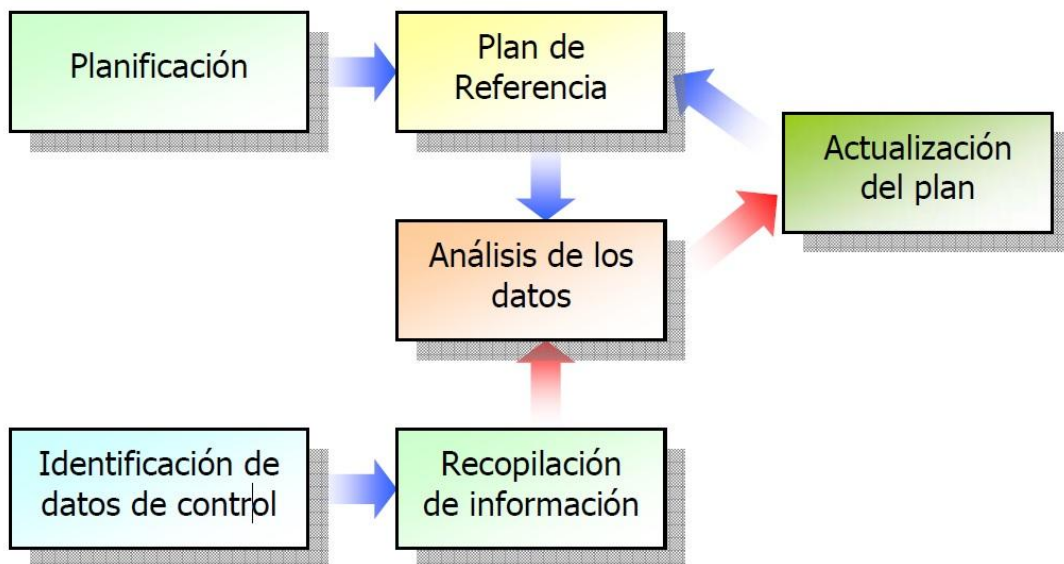 Planificación
Plan de
Referencia
Actualización
del plan
Análisis de los
datos
Identificación de
datos de control
Recopilación
de información